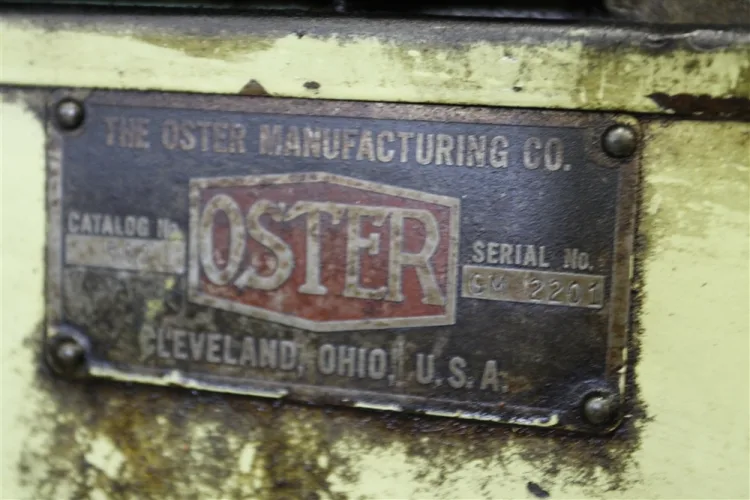 THE OSTER MANUFACTURING CO.
CATALOG No.
OSTER
SERIAL No.
2201
CLEVELAND, OHIO, U.S.A.